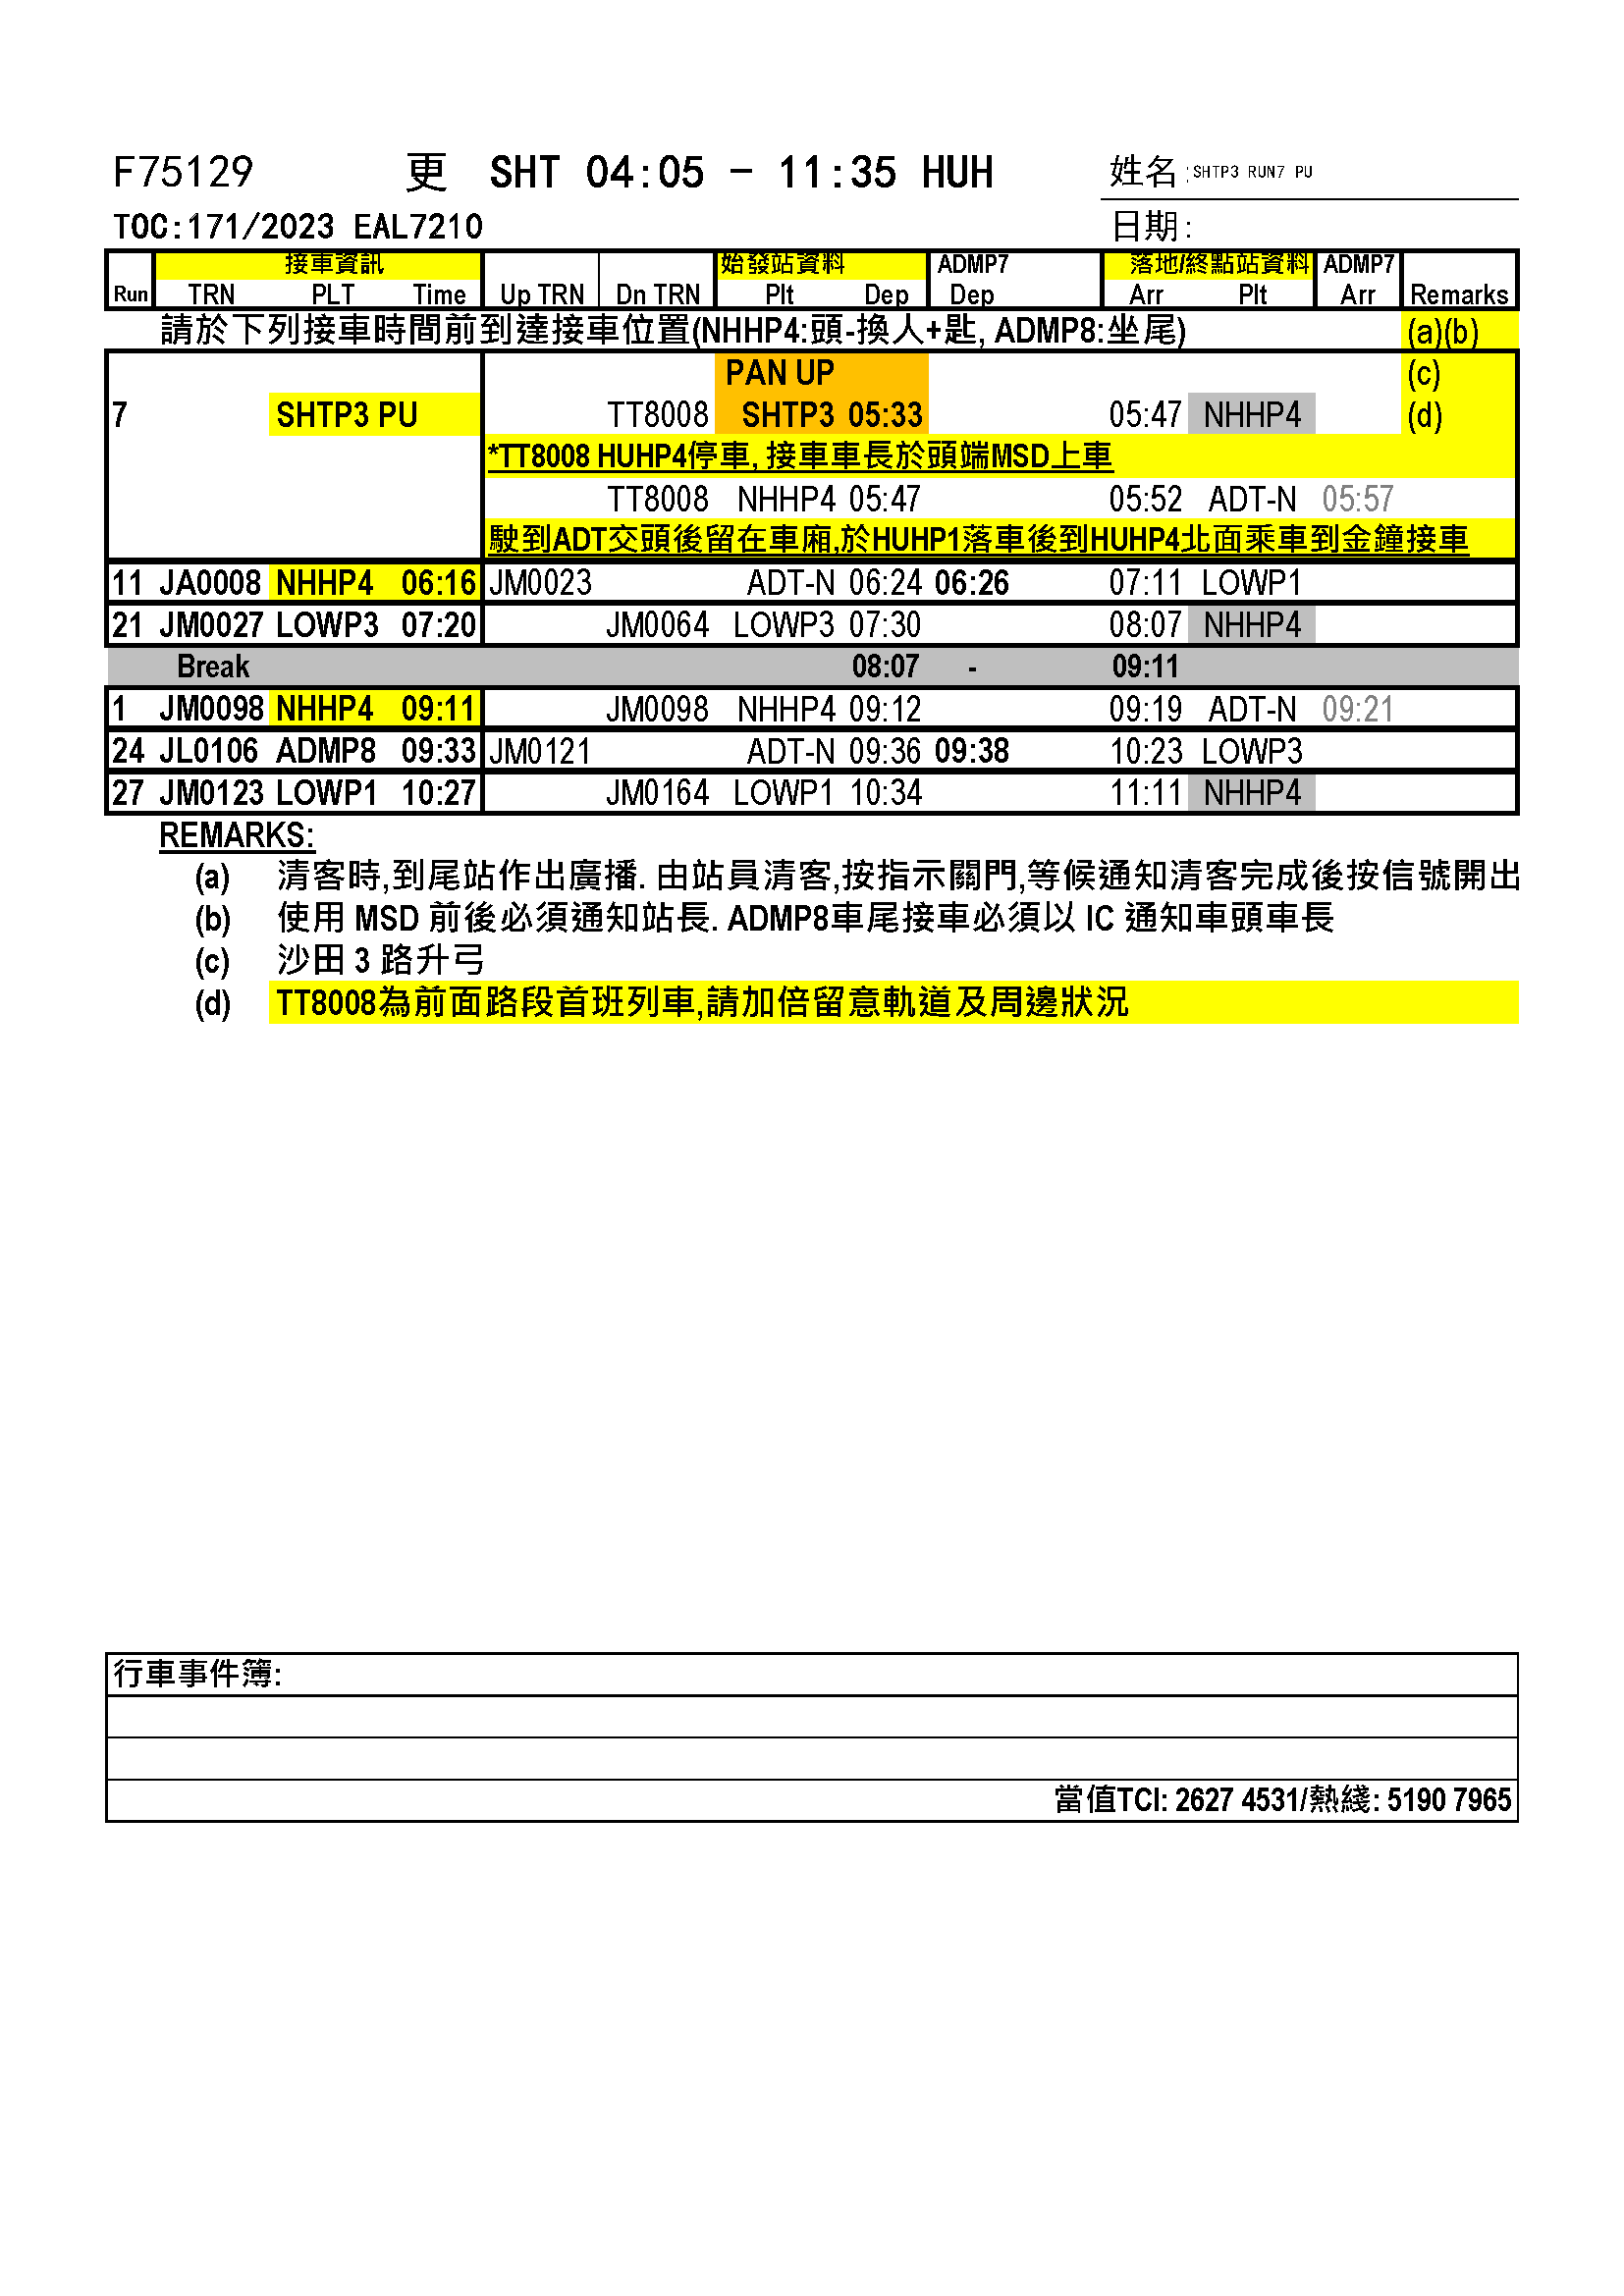 F75129 更 SHT 04:05 - 11:35 HUH 姓名:SHTP3 RUN7 PU
TOC:171/2023 EAL7210 日期:
接車資訊 始發站資料 ADMP7 落地/終點站資料 ADMP7
Run TRN PLT Time Up TRN Dn TRN Plt Dep Dep Arr Plt Arr Remarks
請於下列接車時間前到達接車位置(NHHP4:頭-換人+匙, ADMP8:坐尾) (a)(b)
PAN UP (c)
7 SHTP3 PU TT8008 SHTP3 05:33 05:47 NHHP4 (d)
*TT8008 HUHP4停車, 接車車長於頭端MSD上車
TT8008 NHHP4 05:47 05:52 ADT-N 05:57
駛到ADT交頭後留在車廂,於HUHP1落車後到HUHP4北面乘車到金鐘接車
11 JA0008 NHHP4 06:16 JM0023 ADT-N 06:24 06:26 07:11 LOWP1
21 JM0027 LOWP3 07:20 JM0064 LOWP3 07:30 08:07 NHHP4
Break 08:07 - 09:11
1 JM0098 NHHP4 09:11 JM0098 NHHP4 09:12 09:19 ADT-N 09:21
24 JL0106 ADMP8 09:33 JM0121 ADT-N 09:36 09:38 10:23 LOWP3
27 JM0123 LOWP1 10:27 JM0164 LOWP1 10:34 11:11 NHHP4
REMARKS:
(a) 清客時,到尾站作出廣播. 由站員清客,按指示關門,等候通知清客完成後按信號開出
(b) 使用 MSD 前後必須通知站長. ADMP8車尾接車必須以 IC 通知車頭車長
(c) 沙田 3 路升弓
(d) TT8008為前面路段首班列車,請加倍留意軌道及周邊狀況
行車事件簿:
當值TCI: 2627 4531/熱綫: 5190 7965